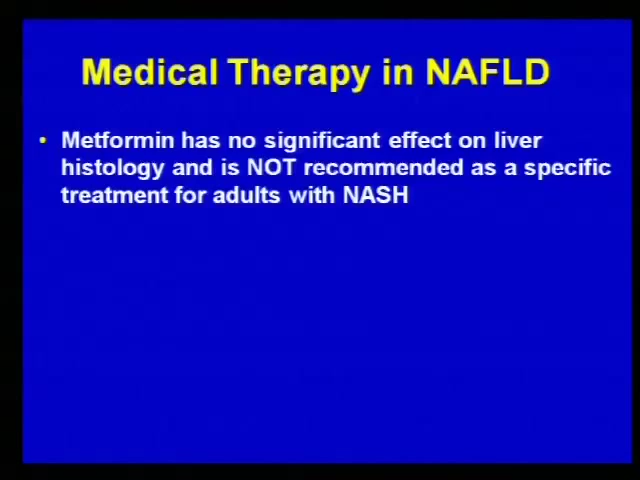 Medical Therapy in NAFLD
• Metformin has no significant effect on liver
histology and is NOT recommended as a specific
treatment for adults with NASH